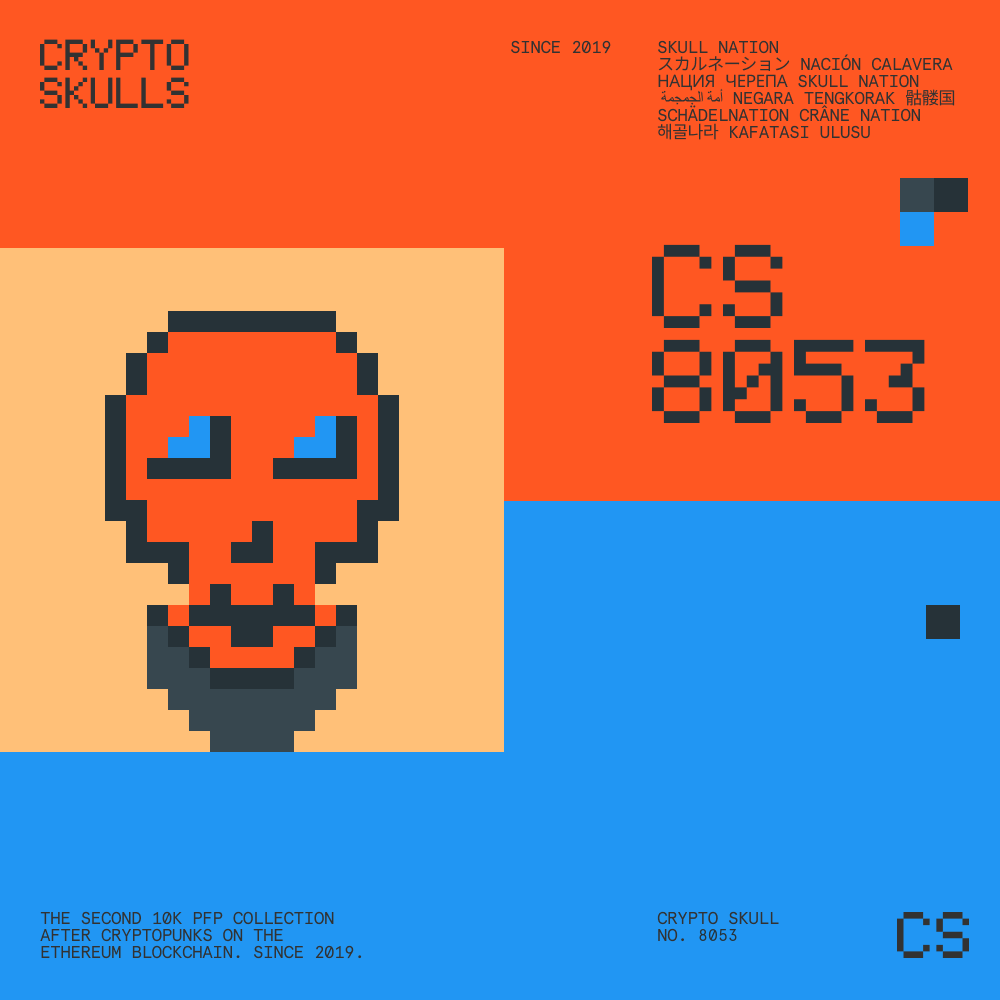 CRYPTO
SKULLS
SINCE 2019
SKULL NATION
スカルネーション NACIÓN CALAVERA
НАЦИЯ ЧЕРЕПА SKULL NATION
أمة الجمجمة NEGARA TENGKORAK 骷髅国
SCHÄDELNATION CRÂNE NATION
해골나라 KAFATASI ULUSU
CS
8053
THE SECOND 10K PFP COLLECTION
AFTER CRYPTOPUNKS ON THE
ETHEREUM BLOCKCHAIN. SINCE 2019.
CRYPTO SKULL
NO. 8053
CS